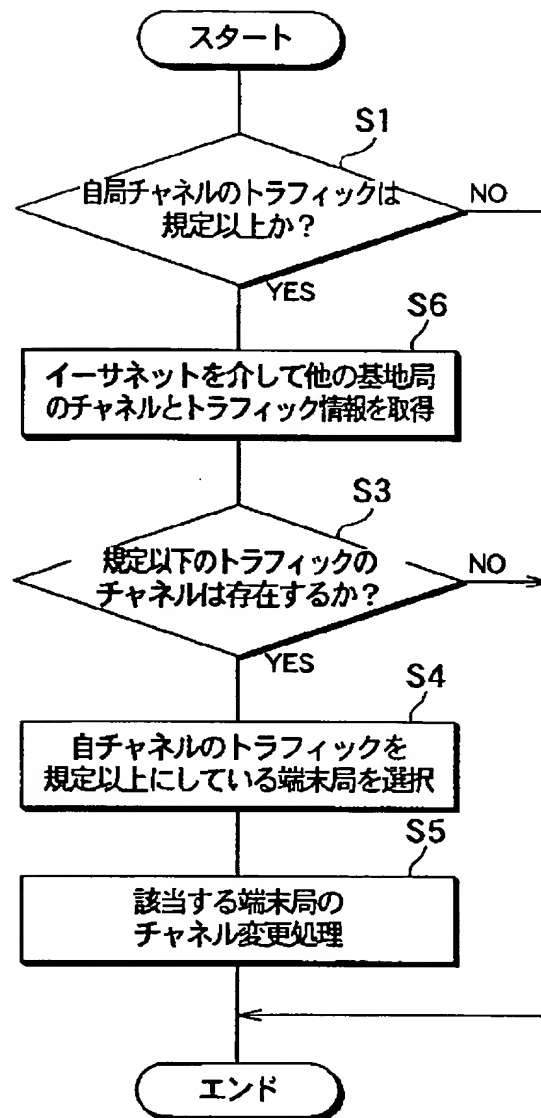 スタート
S1
自局チャネルのトラフィックは
規定以上か？
NO
YES
S6
イーサネットを介して他の基地局
のチャネルとトラフィック情報を取得
S3
規定以下のトラフィックの
チャネルは存在するか？
NO
YES
S4
自チャネルのトラフィックを
規定以上にしている端末局を選択
S5
該当する端末局の
チャネル変更処理
エンド